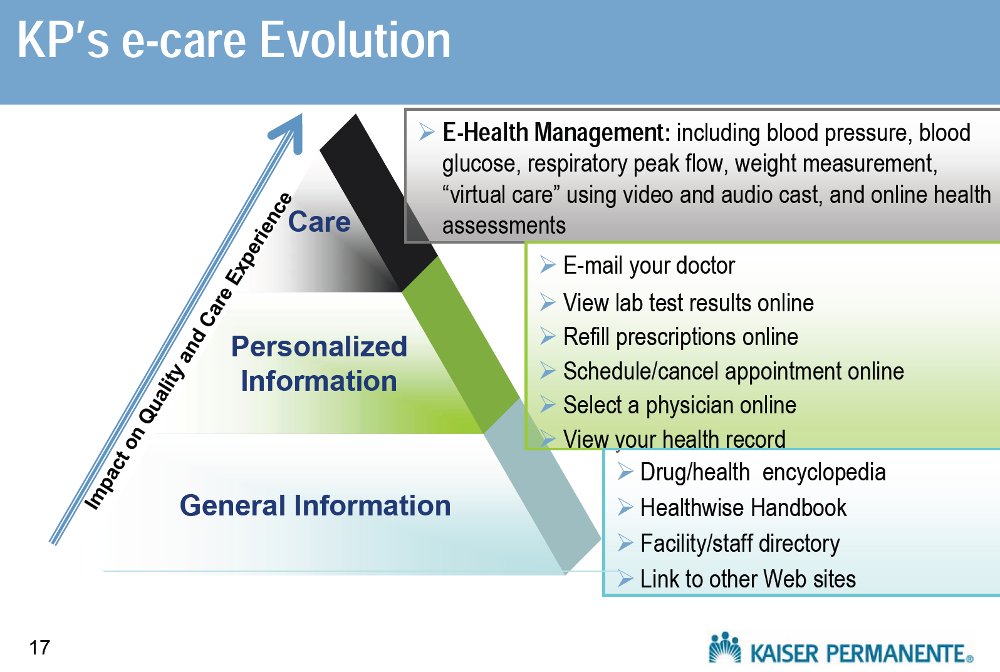 KP's e-care Evolution
Impact on Quality and Care Experience
Care
Personalized
Information
General Information
E-Health Management: including blood pressure, blood
glucose, respiratory peak flow, weight measurement,
“virtual care” using video and audio cast, and online health
assessments
E-mail your doctor
View lab test results online
Refill prescriptions online
Schedule/cancel appointment online
Select a physician online
View your health record
Drug/health encyclopedia
Healthwise Handbook
Facility/staff directory
Link to other Web sites
17
KAISER PERMANENTE®